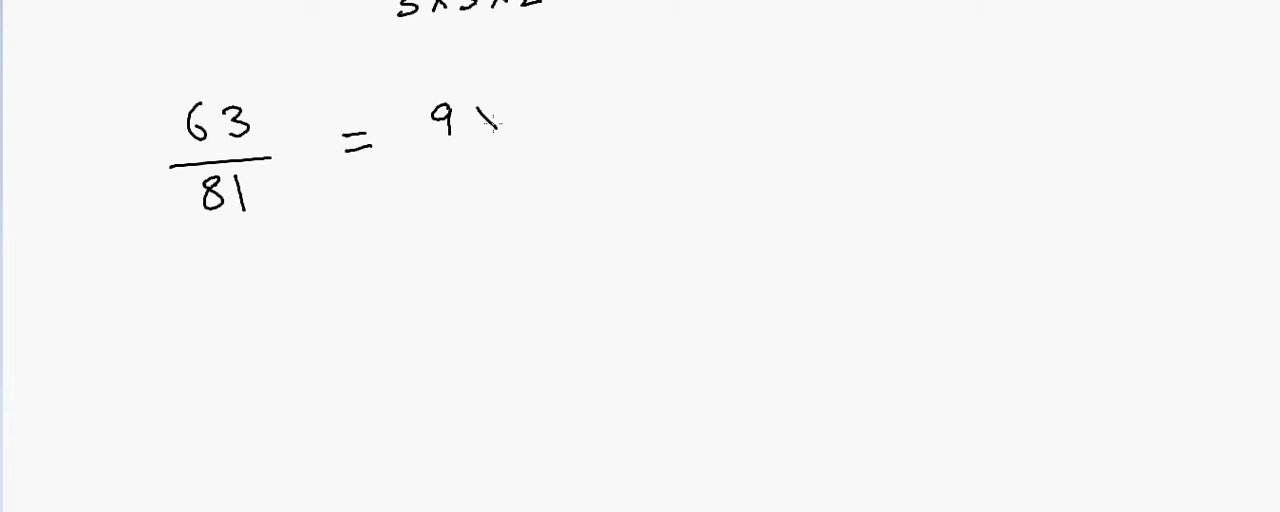 63 = 9 \
81